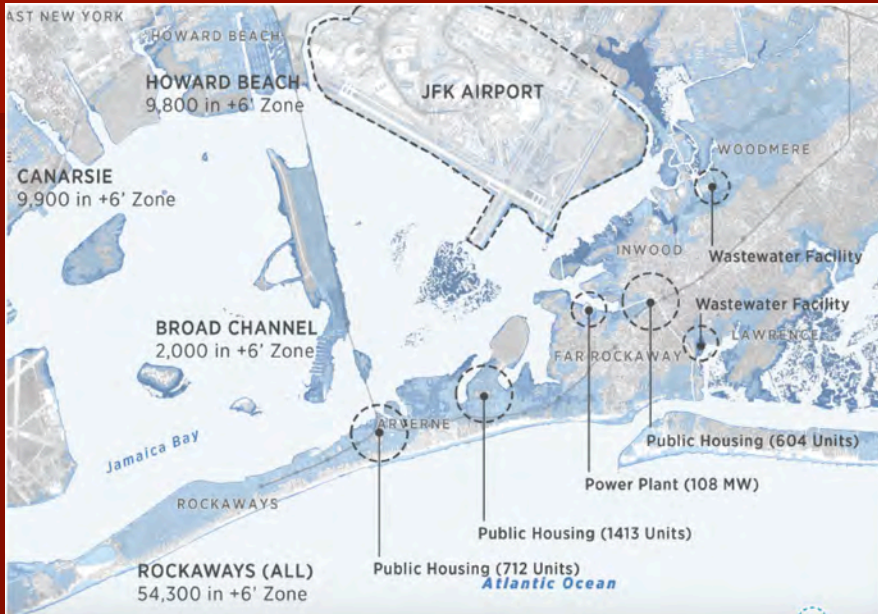 AST NEW YORK
HOWARD BEACH
HOWARD BEACH
9,800 in +6' Zone
JFK AIRPORT
WOODMERE
CANARSIE
9,900 in +6' Zone
INWOOD
Wastewater Facility
Wastewater Facility
BROAD CHANNEL
2,000 in +6' Zone
LAWRENCE
FAR ROCKAWAY
ARVERNE
Jamaica Bay
Public Housing (604 Units)
Power Plant (108 MW)
ROCKAWAYS
Public Housing (1413 Units)
ROCKAWAYS (ALL)
54,300 in +6' Zone
Public Housing (712 Units)
Atlantic Ocean